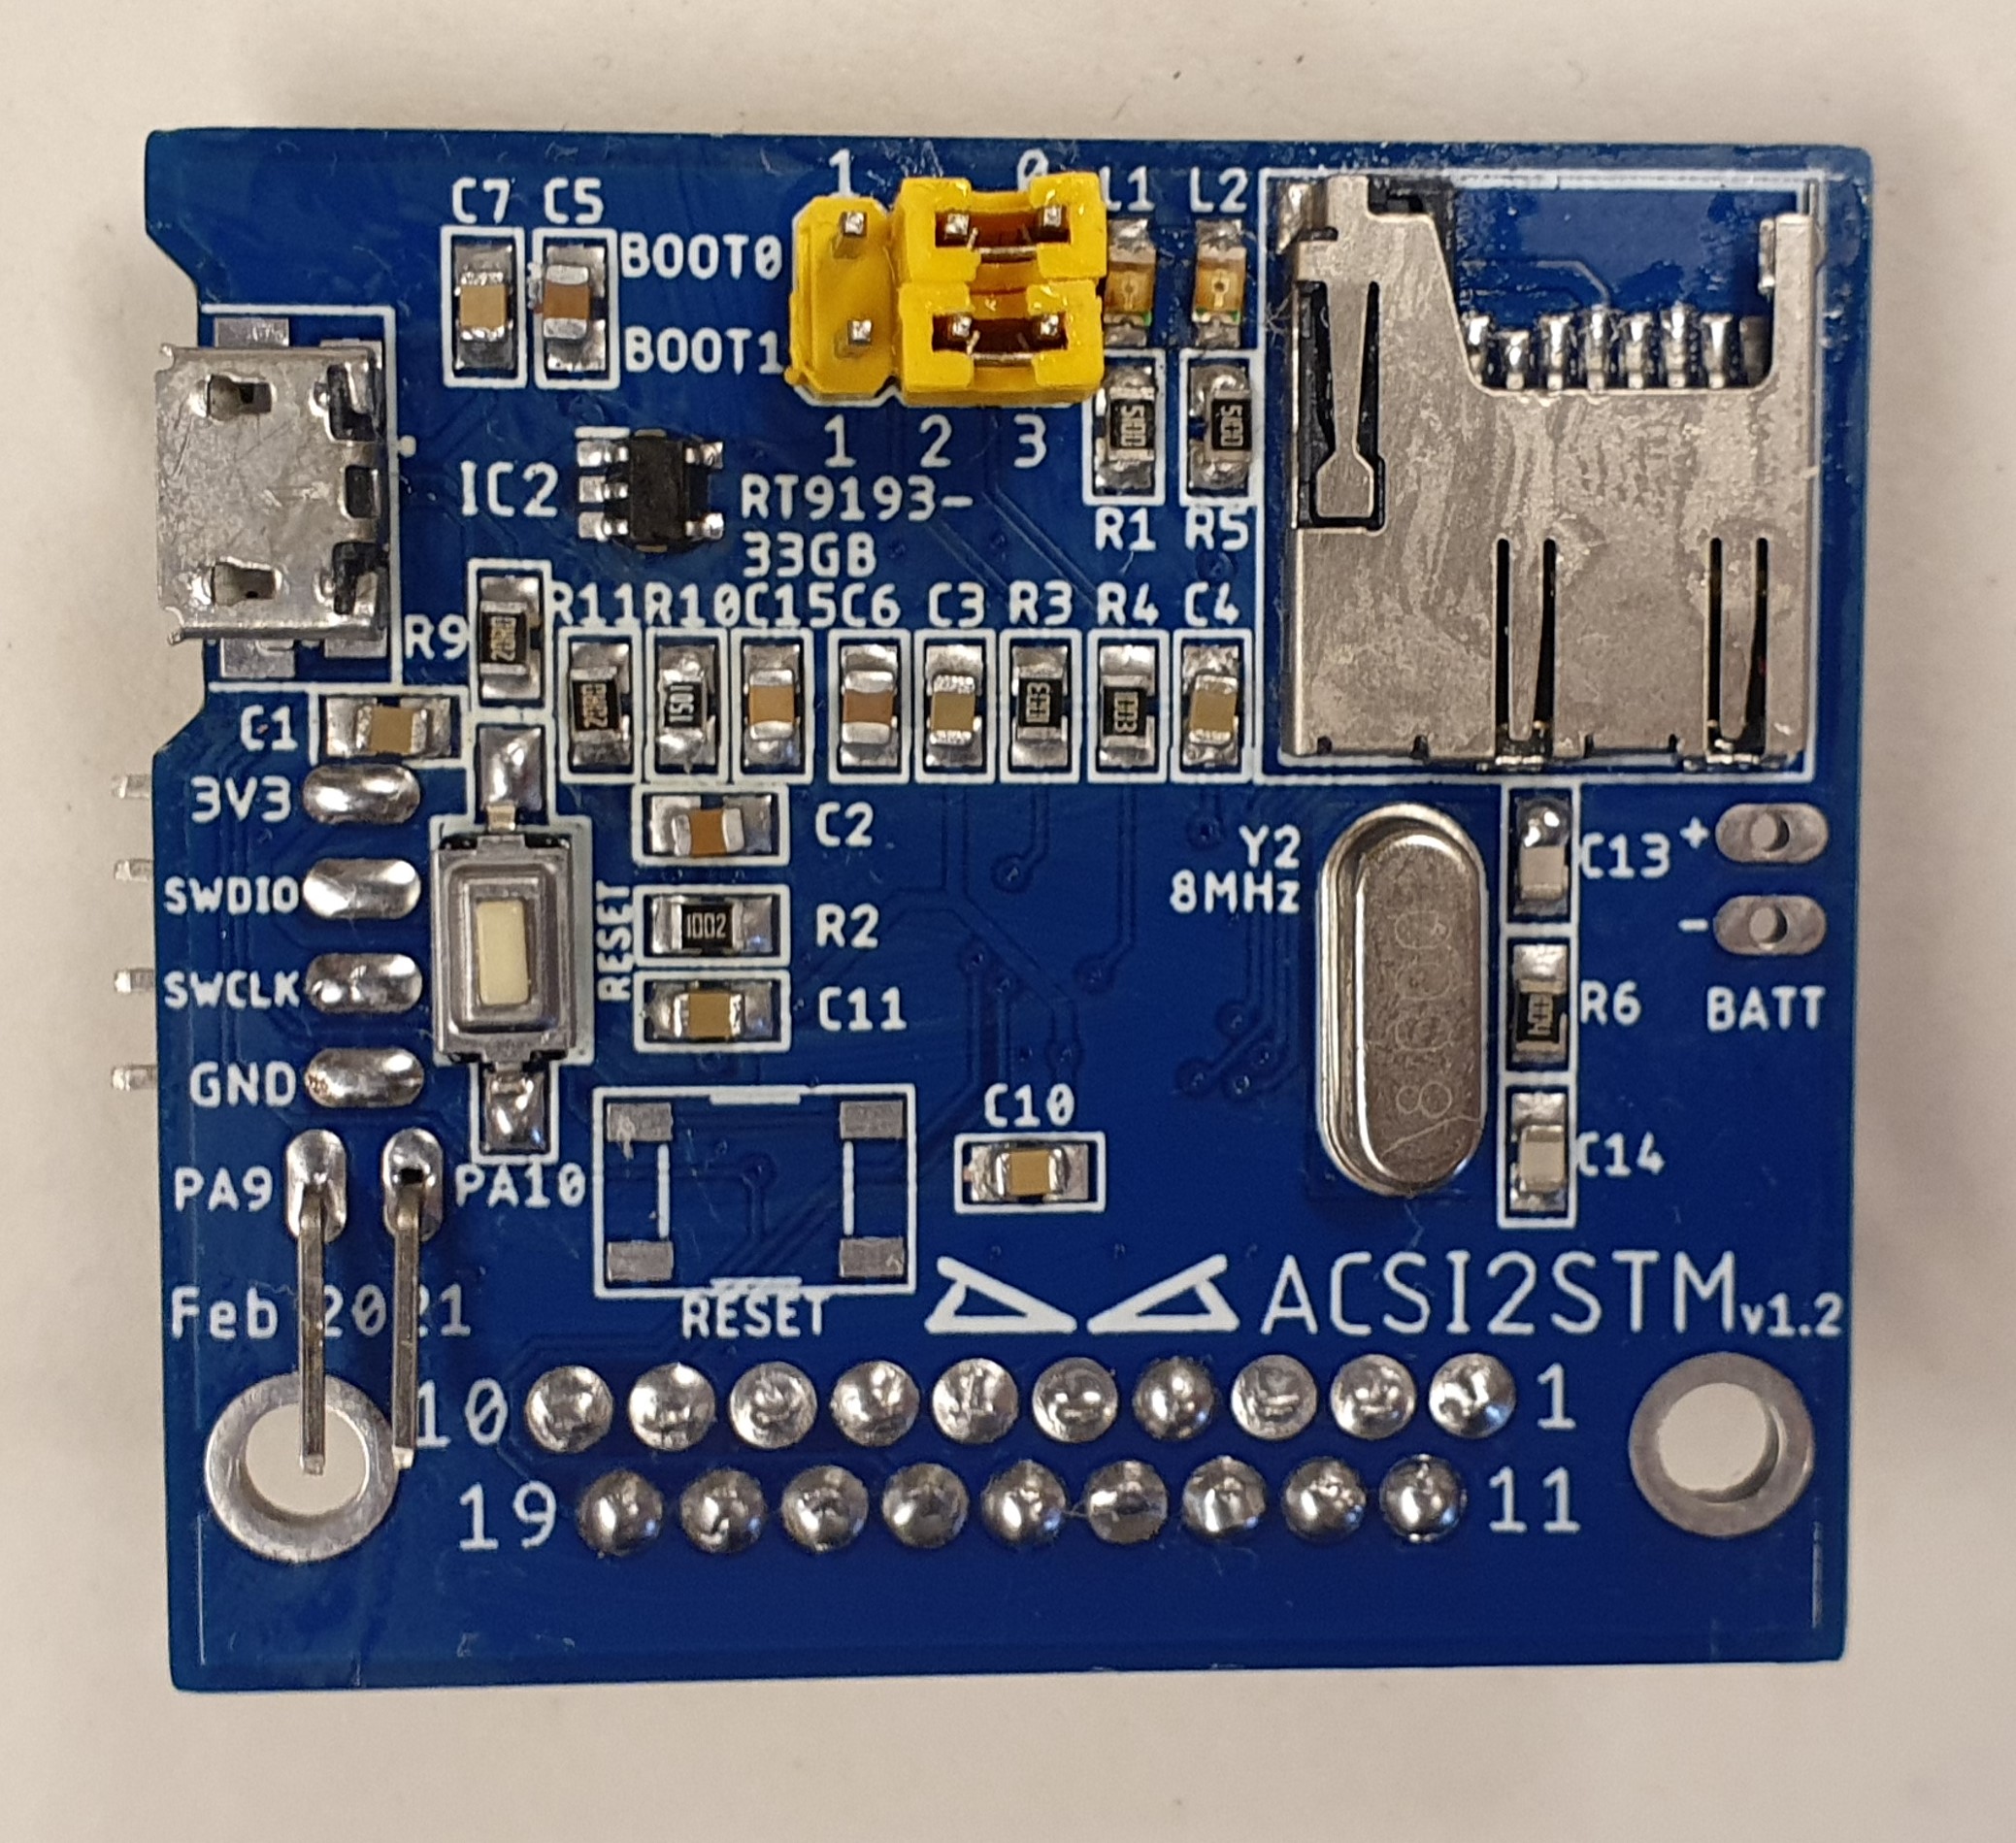 1 0
C7 C5 L1 L2
BOOT0
BOOT1
1 2 3
IC2 RT9193-
33GB
R1 R5
R9 R11 R10 C15 C6 C3 R3 R4 C4
1501
C1
3V3
C2
Y2
8MHz
C13 +
SWDIO
R2
1002
-
RESET
SWCLK
C11
R6
BATT
GND
C10
C14
PA9 PA10
Feb 2021
RESET
ACSI2STM v1.2
10 1
19 11